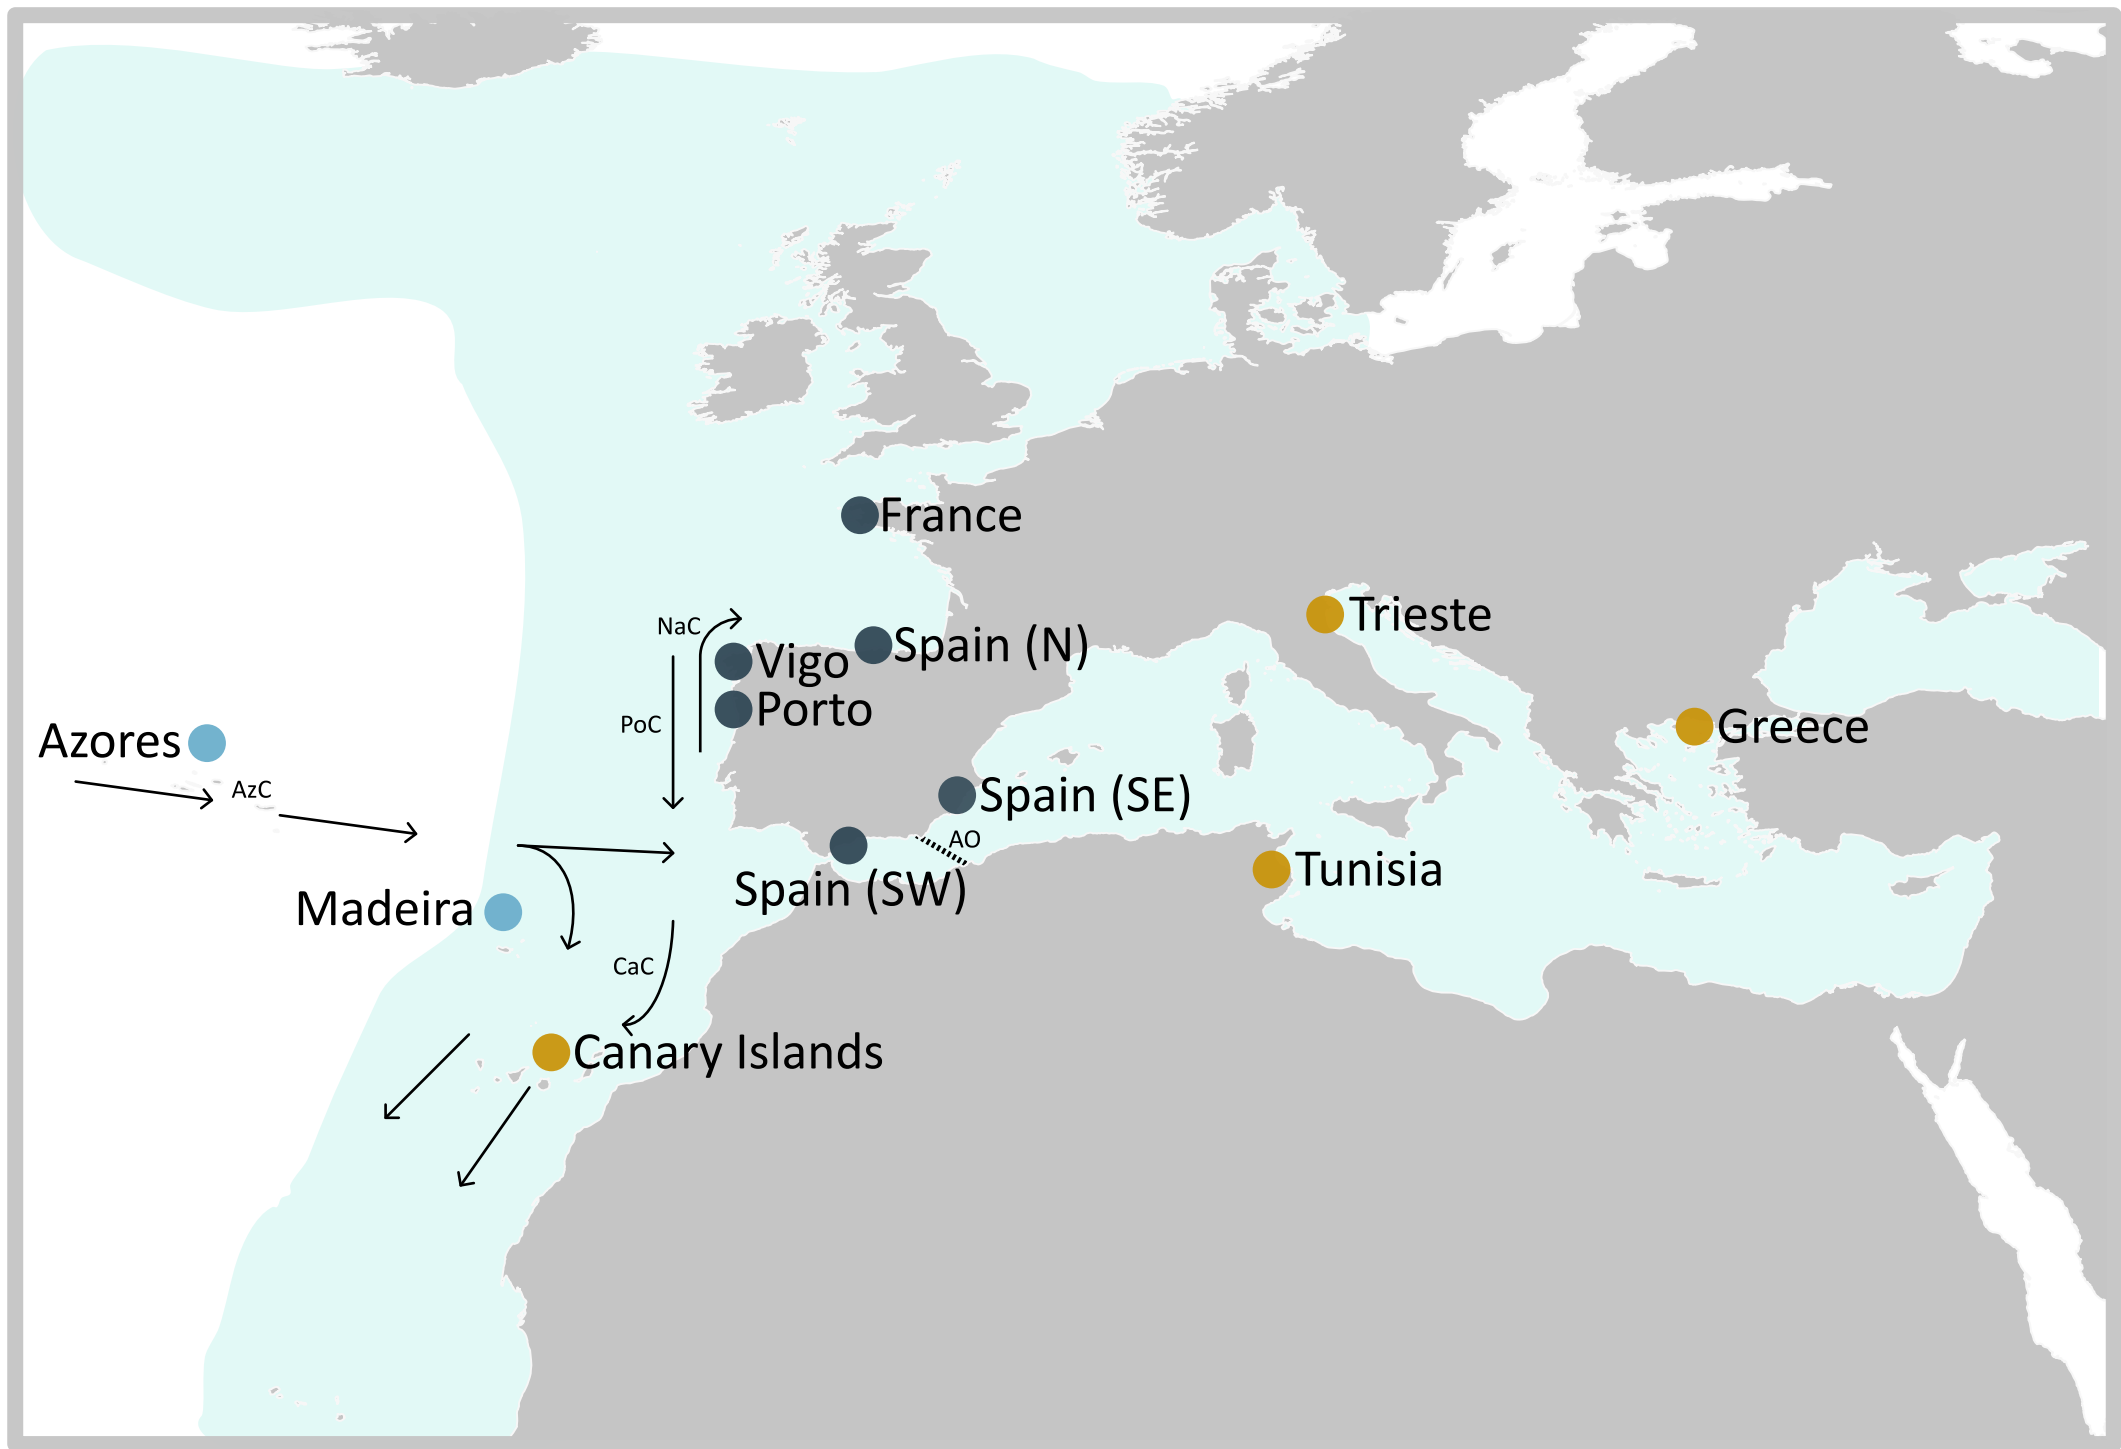 France
Trieste
NaC
Spain (N)
Vigo
Porto
PoC
Azores
Greece
AzC
Spain (SE)
AO
Tunisia
Spain (SW)
Madeira
CaC
Canary Islands